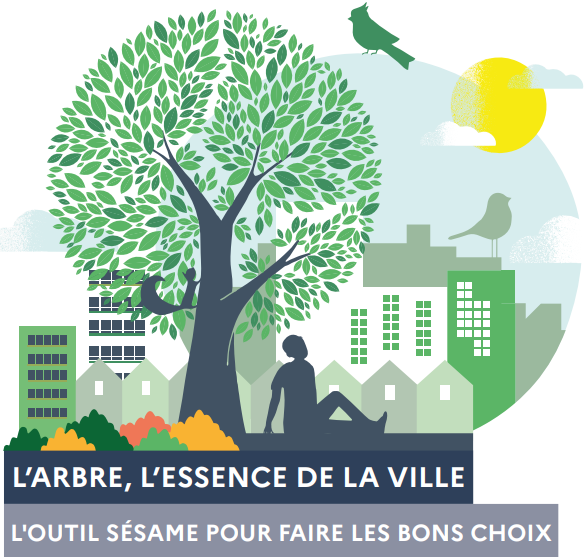 L'ARBRE, L'ESSENCE DE LA VILLE
L'OUTIL SÉSAME POUR FAIRE LES BONS CHOIX